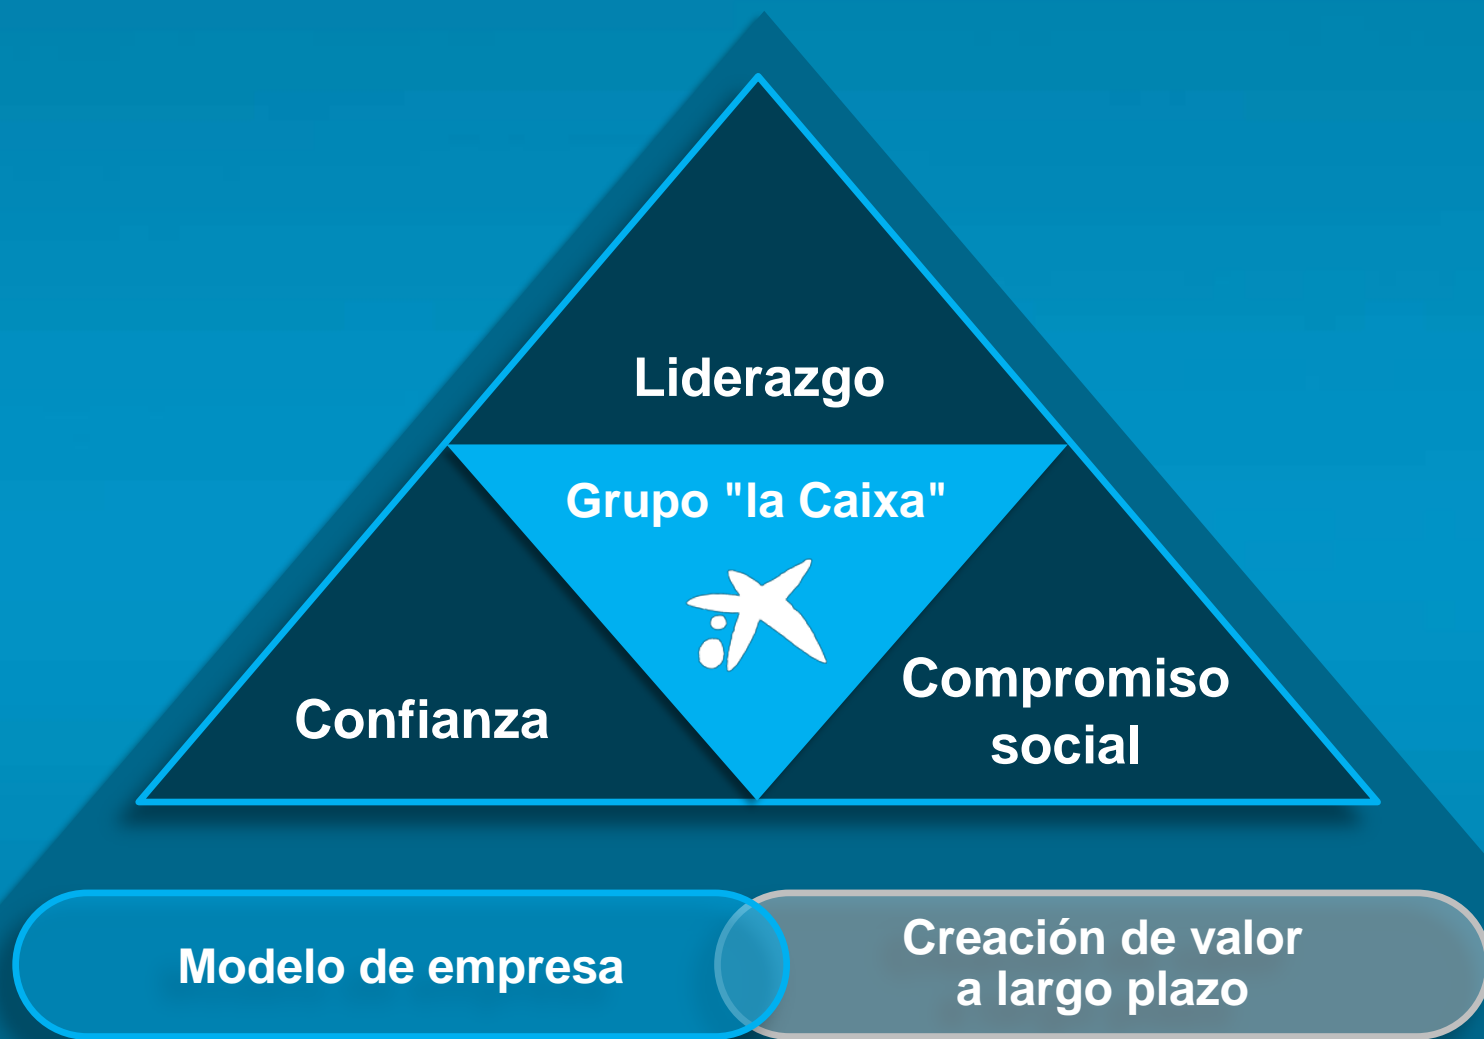 Liderazgo
Grupo "la Caixa"
Confianza
Compromiso
social
Modelo de empresa
Creación de valor
a largo plazo